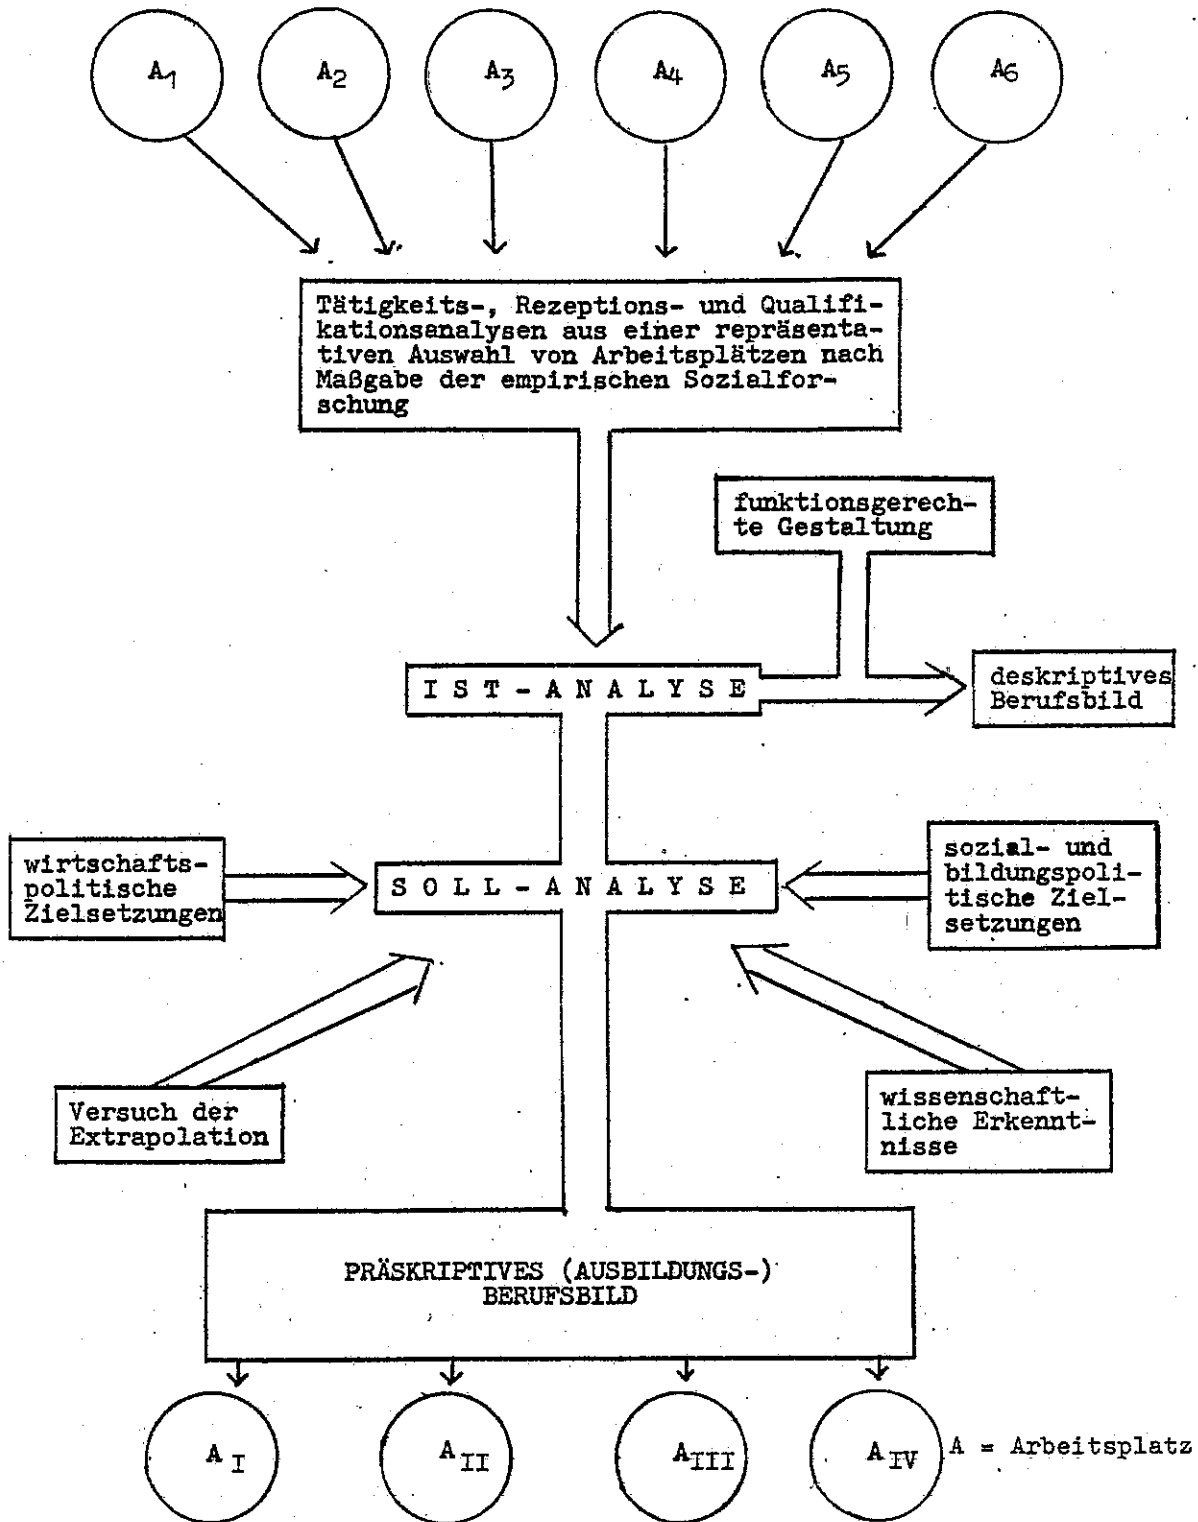 A1 A2 A3 A4 A5 A6
Tätigkeits-, Rezeptions- und Qualifi-
kationsanalysen aus einer repräsenta-
tiven Auswahl von Arbeitsplätzen nach
Maßgabe der empirischen Sozialfor-
schung
funktionsgerech-
te Gestaltung
I S T - A N A L Y S E
deskriptives
Berufsbild
wirtschafts-
politische
Zielsetzungen
S O L L - A N A L Y S E
sozial- und
bildungspoli-
tische Ziel-
setzungen
Versuch der
Extrapolation
wissenschaft-
liche Erkennt-
nisse
PRÄSKRIPTIVES (AUSBILDUNGS-)
BERUFSBILD
A I A II A III A IV A = Arbeitsplatz